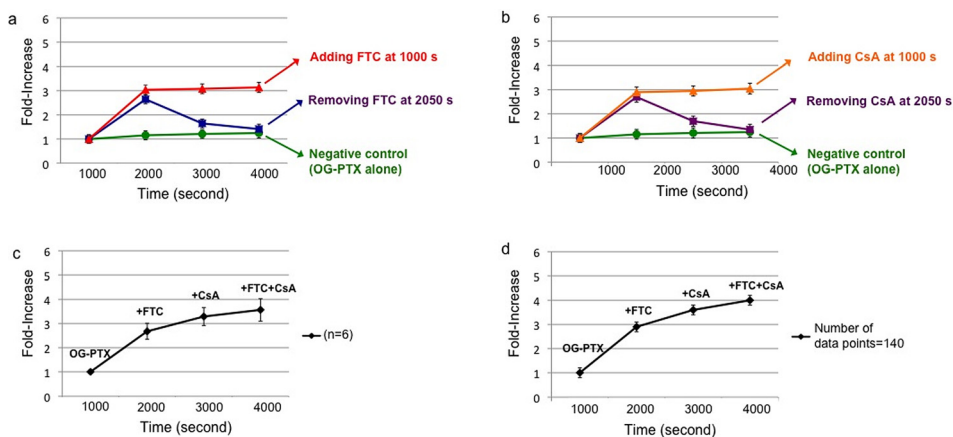 a
6
5
4
3
2
1
0
Fold-Increase
1000 2000 3000 4000
Time (second)
Adding FTC at 1000 s
Removing FTC at 2050 s
Negative control
(OG-PTX alone)
b
6
5
4
3
2
1
0
Fold-Increase
1000 2000 3000 4000
Time (second)
Adding CsA at 1000 s
Removing CsA at 2050 s
Negative control
(OG-PTX alone)
c
6
5
4
3
2
1
0
Fold-Increase
OG-PTX
+FTC
+CsA
+FTC+CsA
1000 2000 3000 4000
Time (second)
(n=6)
d
6
5
4
3
2
1
0
Fold-Increase
OG-PTX
+FTC
+CsA
+FTC+CsA
1000 2000 3000 4000
Time (second)
Number of
data points=140